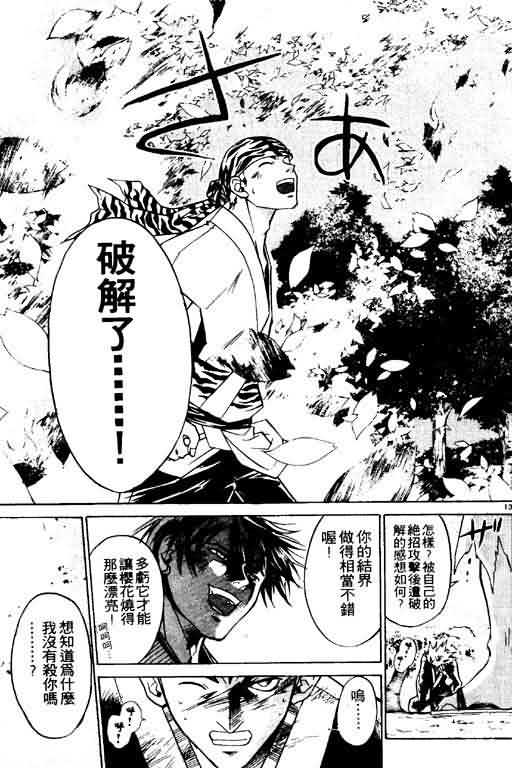 さあ
破解了……！
13
怎樣？被自己的
絕招攻擊後遭破
解的感想如何？
你的結界
做得相當不錯
喔！
多虧它才能
讓櫻花燒得
那麼漂亮！
呵呵呵…
嗚……
想知道為什麼
我沒有殺你嗎
………？